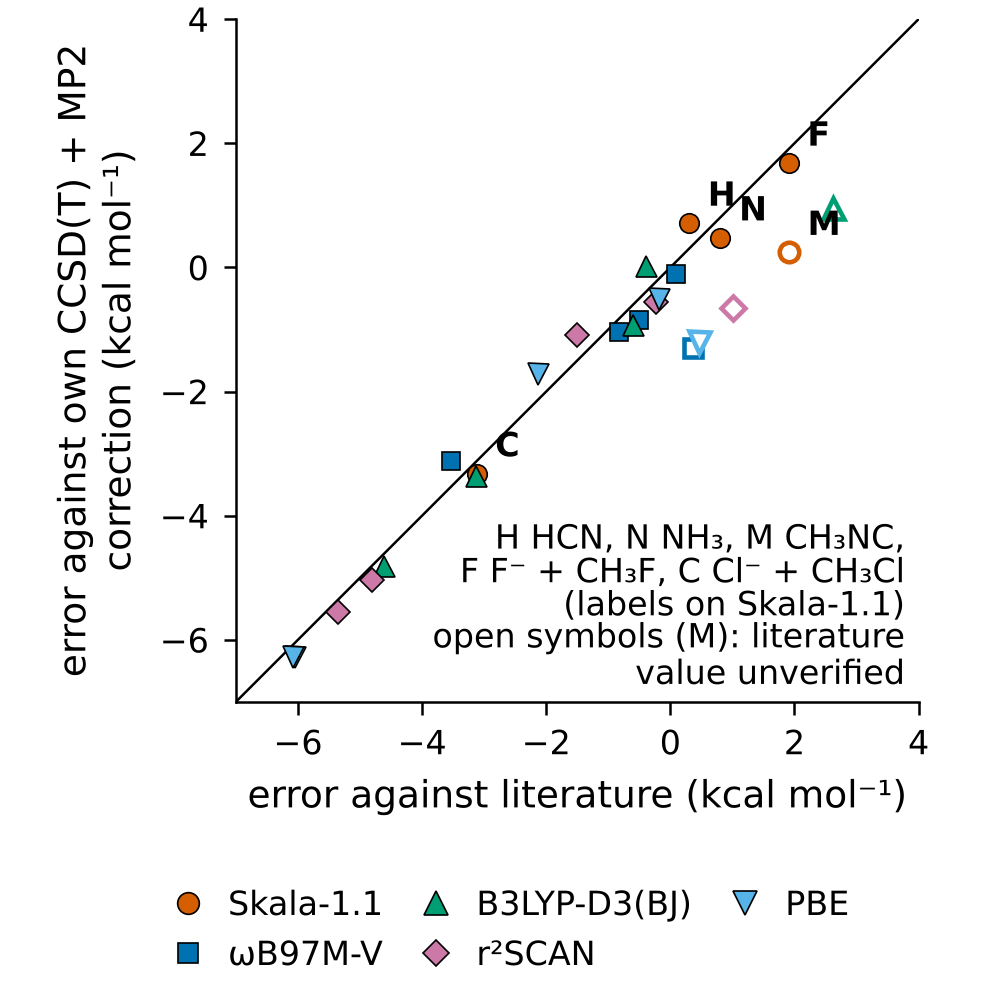 error against own CCSD(T) + MP2
correction (kcal mol⁻¹)
4
2
0
−2
−4
−6
F
H
N
M
C
H HCN, N NH₃, M CH₃NC,
F F⁻ + CH₃F, C Cl⁻ + CH₃Cl
(labels on Skala-1.1)
open symbols (M): literature
value unverified
−6 −4 −2 0 2 4
error against literature (kcal mol⁻¹)
Skala-1.1 B3LYP-D3(BJ) PBE
ωB97M-V r²SCAN